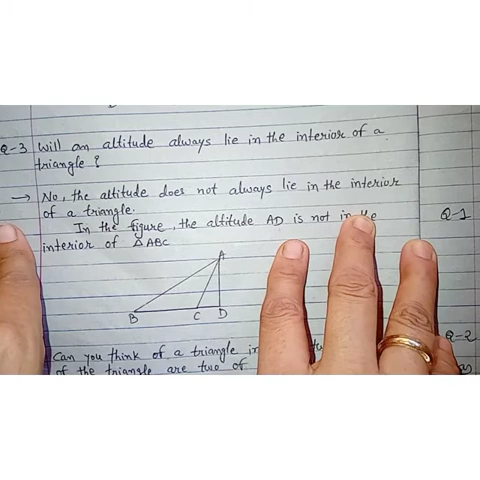 Q-3 Will an altitude always lie in the interior of a
triangle?
→ No, the altitude does not always lie in the interior
of a triangle.
In the figure, the altitude AD is not in the
interior of △ABC
Q-1
A
B C D
Q-2
Can you think of a triangle in
of the triangle are two of